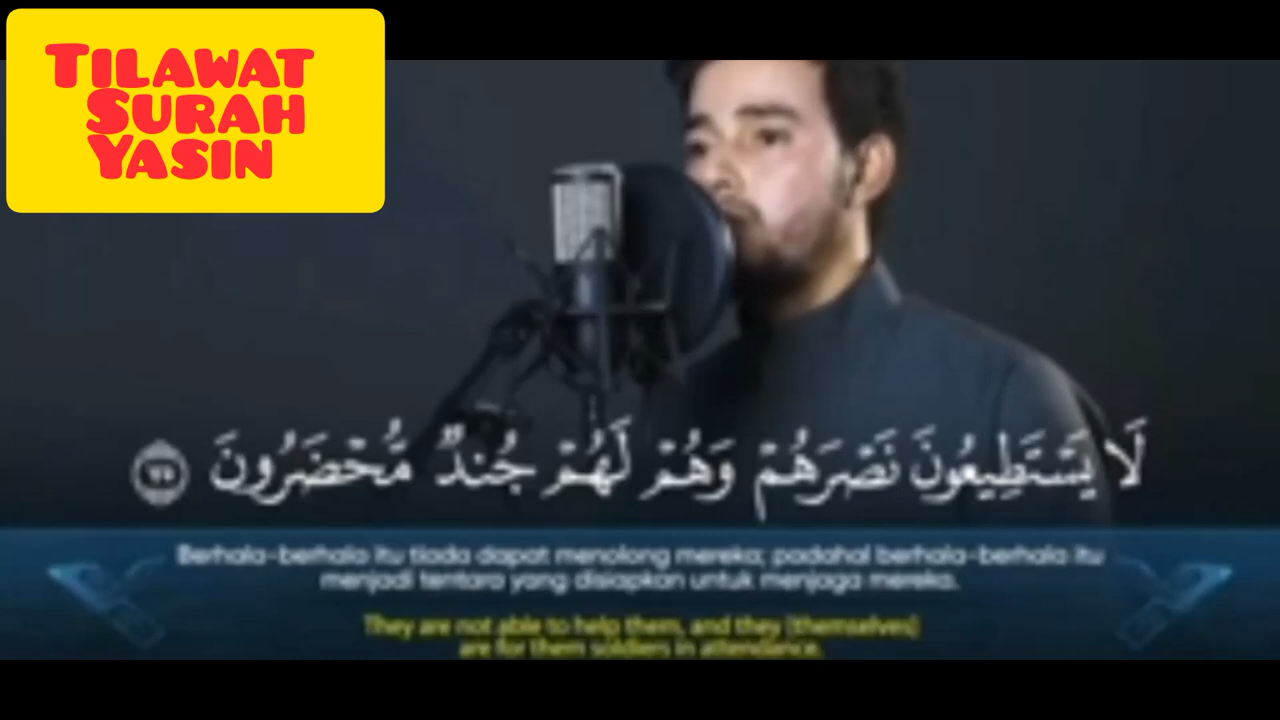 TILAWAT
SURAH
YASIN
لَا يَسْتَطِيعُونَ نَصْرَهُمْ وَهُمْ لَهُمْ جُندٌ مُّحْضَرُونَ
Berhala-berhala itu tiada dapat menolong mereka; padahal berhala-berhala itu
menjadi tentara yang disiapkan untuk menjaga mereka.
They are not able to help them, and they [themselves]
are for them soldiers in attendance.